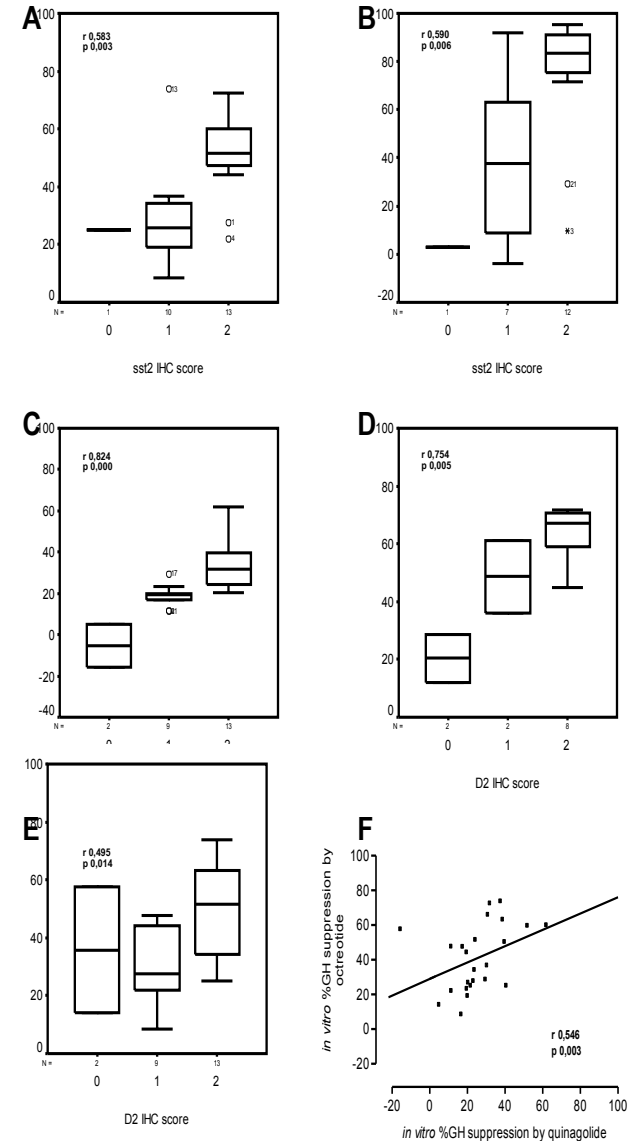 A
100
r 0,583
p 0,003
80
O13
60
40
O1
O4
20
0
N =
1
10
13
0
1
2
sst2 IHC score
B
100
r 0,590
p 0,006
80
60
40
O21
20
*3
0
-20
N =
1
7
12
0
1
2
sst2 IHC score
C
100
r 0,824
p 0,000
80
60
40
O17
20
0
-20
-40
N =
2
9
13
0
1
2
D
100
r 0,754
p 0,005
80
60
40
20
0
N =
2
2
8
0
1
2
D2 IHC score
E
100
80
r 0,495
p 0,014
60
40
20
0
N =
2
9
13
0
1
2
D2 IHC score
F
in vitro %GH suppression by
octreotide
100
80
60
40
20
0
-20
r 0,546
p 0,003
-20
0
20
40
60
80
100
in vitro %GH suppression by quinagolide